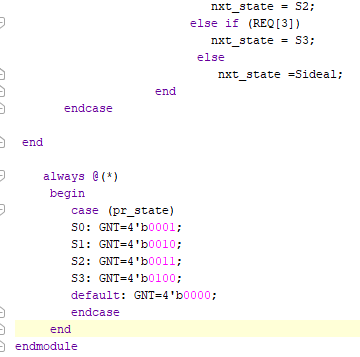 nxt_state = S2;
else if (REQ[3])
nxt_state = S3;
else
nxt_state =Sideal;
end
endcase
end
always @(*)
begin
case (pr_state)
S0: GNT=4'b0001;
S1: GNT=4'b0010;
S2: GNT=4'b0011;
S3: GNT=4'b0100;
default: GNT=4'b0000;
endcase
end
endmodule